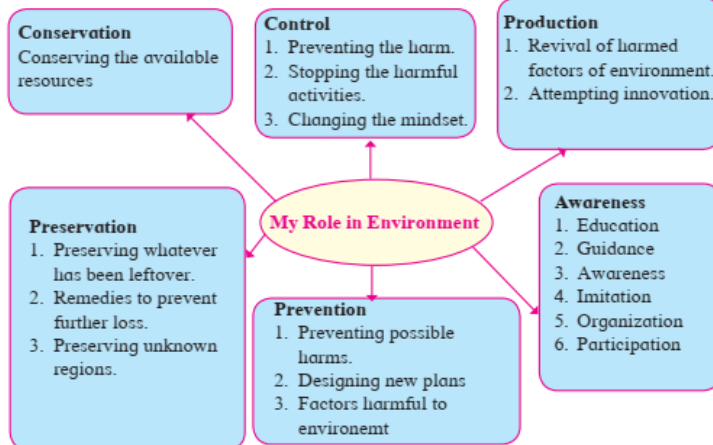 Conservation
Conserving the available
resources
Control
1. Preventing the harm.
2. Stopping the harmful
activities.
3. Changing the mindset.
Production
1. Revival of harmed
factors of environment.
2. Attempting innovation.
My Role in Environment
Preservation
1. Preserving whatever
has been leftover.
2. Remedies to prevent
further loss.
3. Preserving unknown
regions.
Prevention
1. Preventing possible
harms.
2. Designing new plans
3. Factors harmful to
environemt
Awareness
1. Education
2. Guidance
3. Awareness
4. Imitation
5. Organization
6. Participation